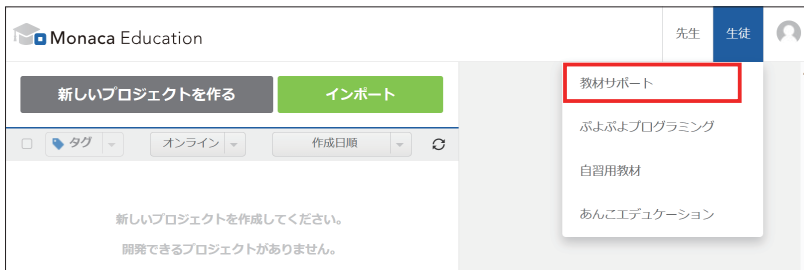 Monaca Education
先生
生徒
新しいプロジェクトを作る
インポート
教材サポート
ぷよぷよプログラミング
自習用教材
あんこエデュケーション
タグ
オンライン
作成日順
新しいプロジェクトを作成してください。
開発できるプロジェクトがありません。